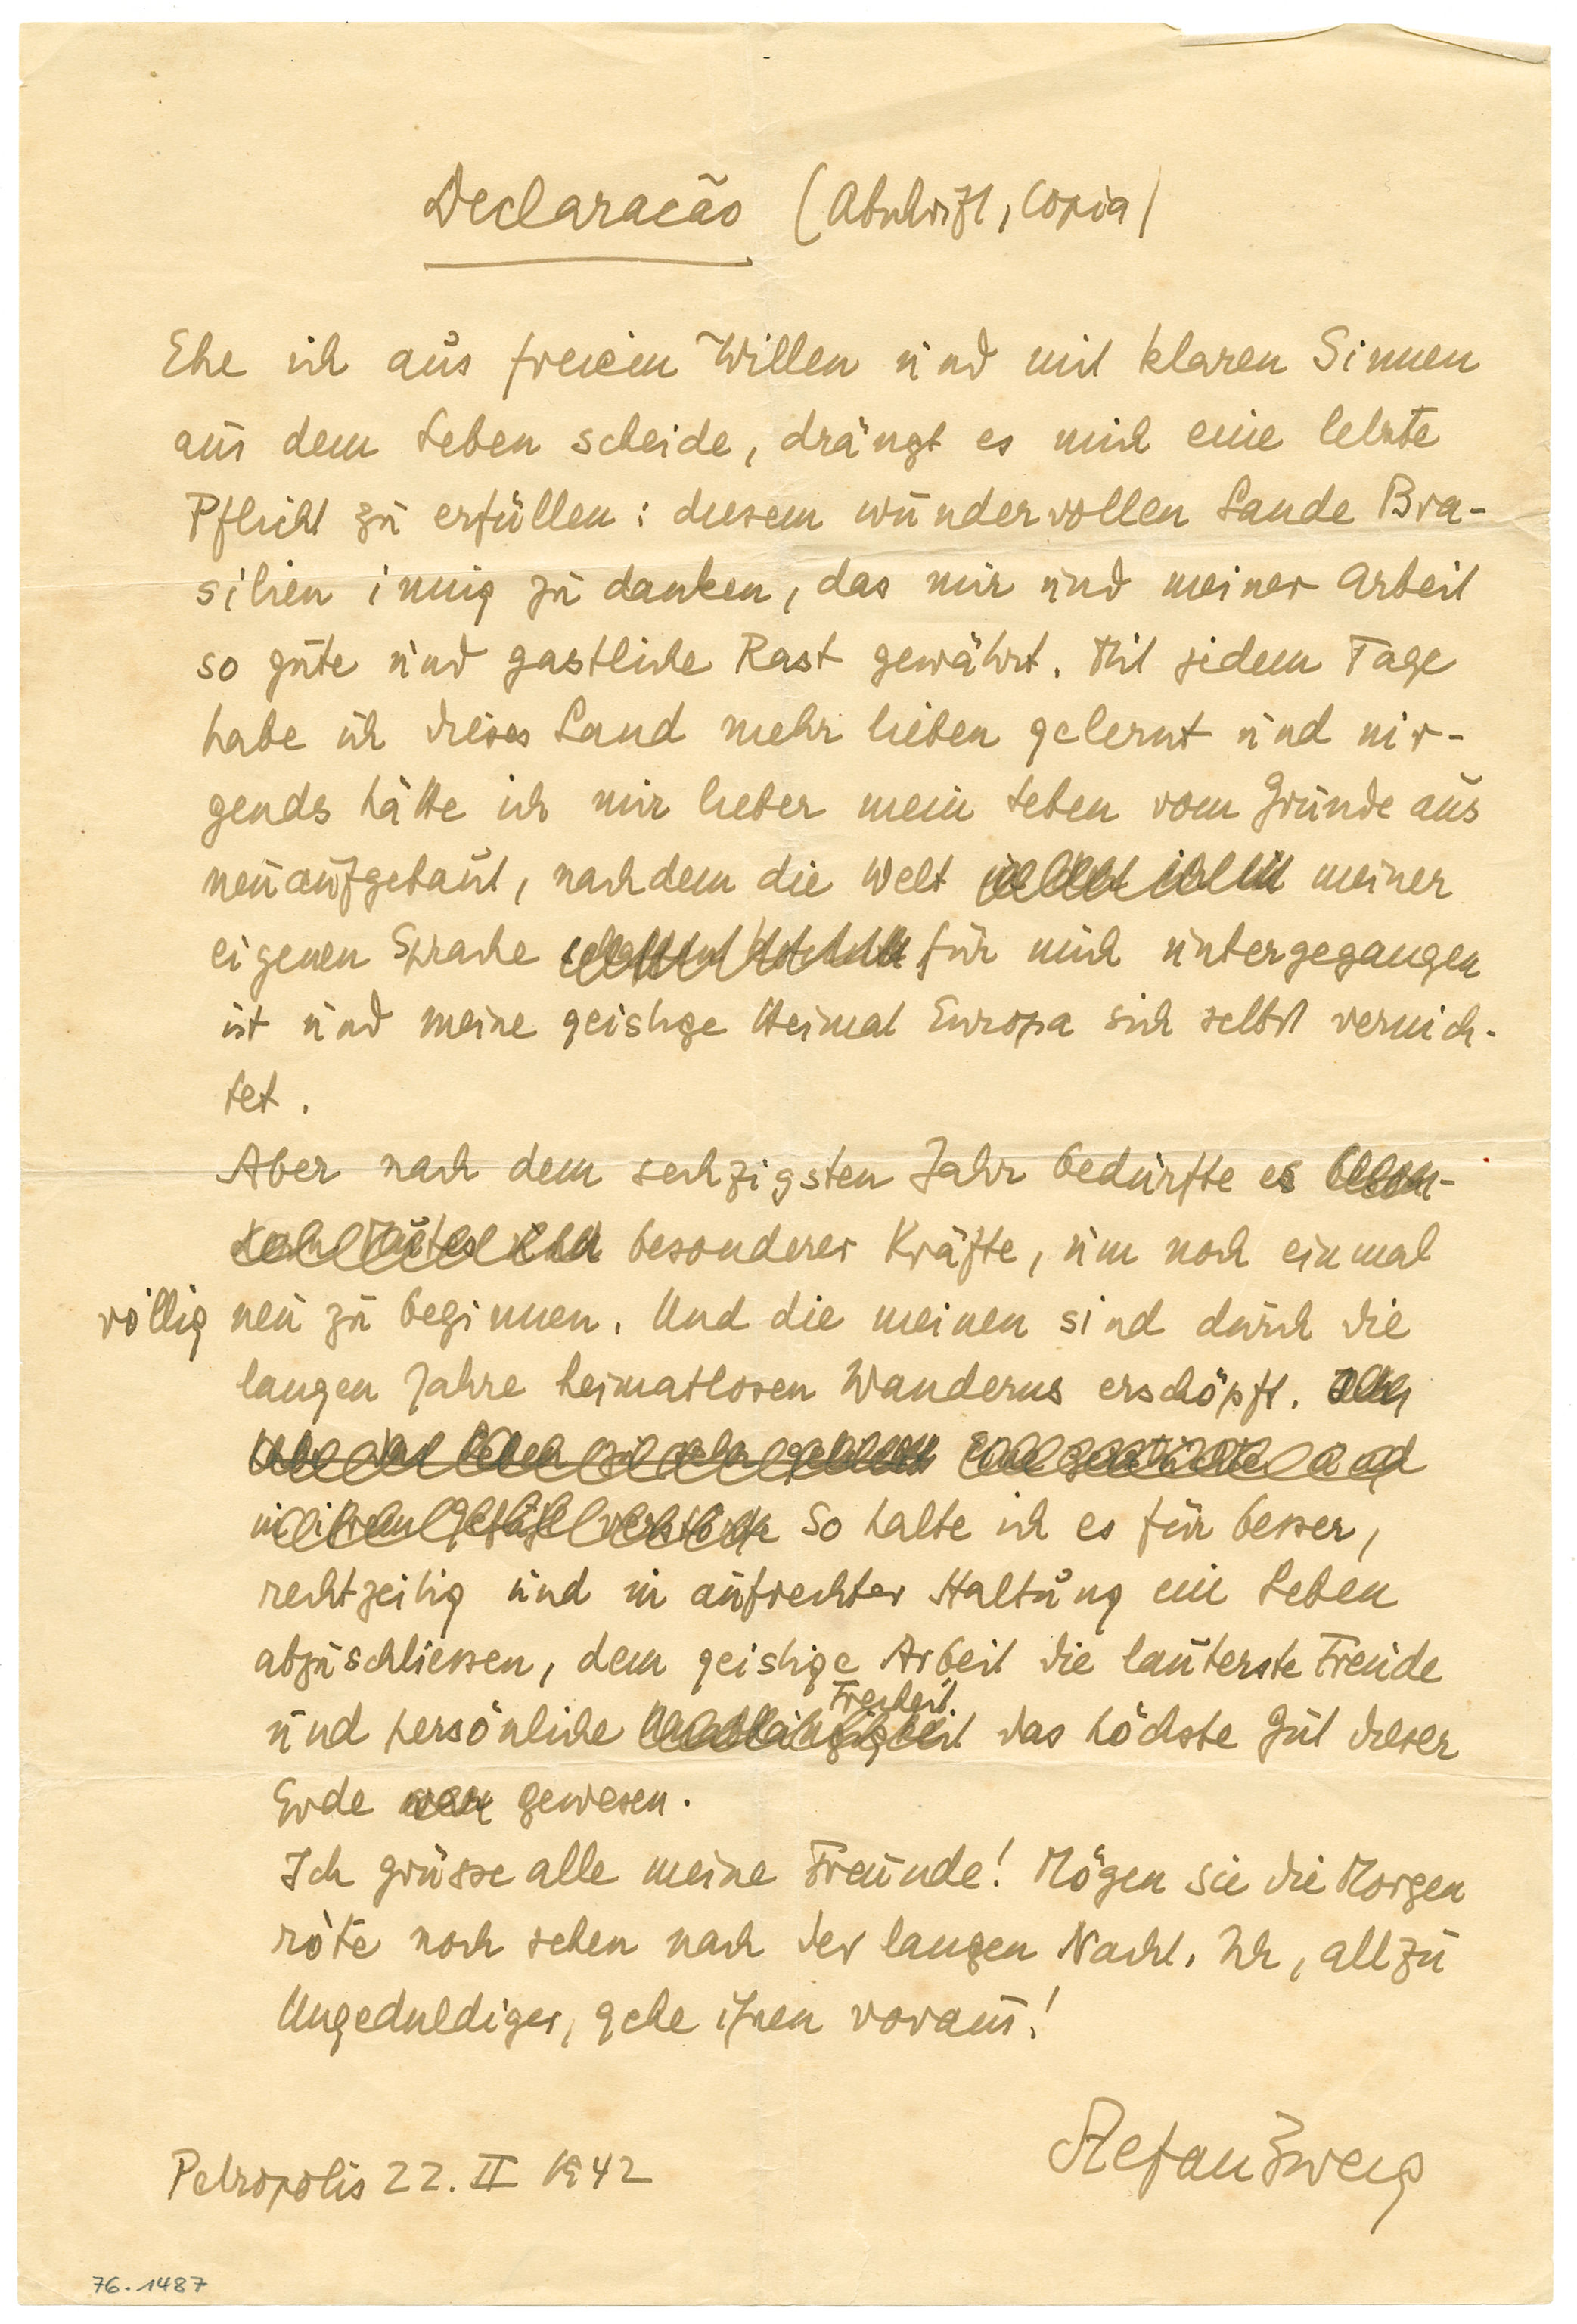 Declaracão (Abschrift, Copia)
Ehe ich aus freiem Willen und mit klaren Sinnen
aus dem Leben scheide, drängt es mich eine letzte
Pflicht zu erfüllen: diesem wundervollen Lande Bra-
silien innig zu danken, das mir und meiner Arbeit
so gute und gastliche Rast gewährt. Mit jedem Tage
habe ich dieses Land mehr lieben gelernt und nir-
gends hätte ich mir lieber mein Leben vom Grunde aus
neu aufgebaut, nachdem die Welt meiner
eigenen Sprache für mich untergegangen
ist und meine geistige Heimat Europa sich selbst vernich-
tet.
Aber nach dem sechzigsten Jahr bedürfte es
besonderer Kräfte, um noch einmal
völlig neu zu beginnen. Und die meinen sind durch die
langen Jahre heimatlosen Wanderns erschöpft.
So halte ich es für besser,
rechtzeitig und in aufrechter Haltung ein Leben
abzuschliessen, dem geistige Arbeit die lauterste Freude
und persönliche Freiheit das höchste Gut dieser
Erde gewesen.
Ich grüsse alle meine Freunde! Mögen sie die Morgen
röte noch sehen nach der langen Nacht. Ich, allzu
Ungeduldiger, gehe ihnen voraus!
Stefan Zweig
Petropolis 22. II 1942
76.1487